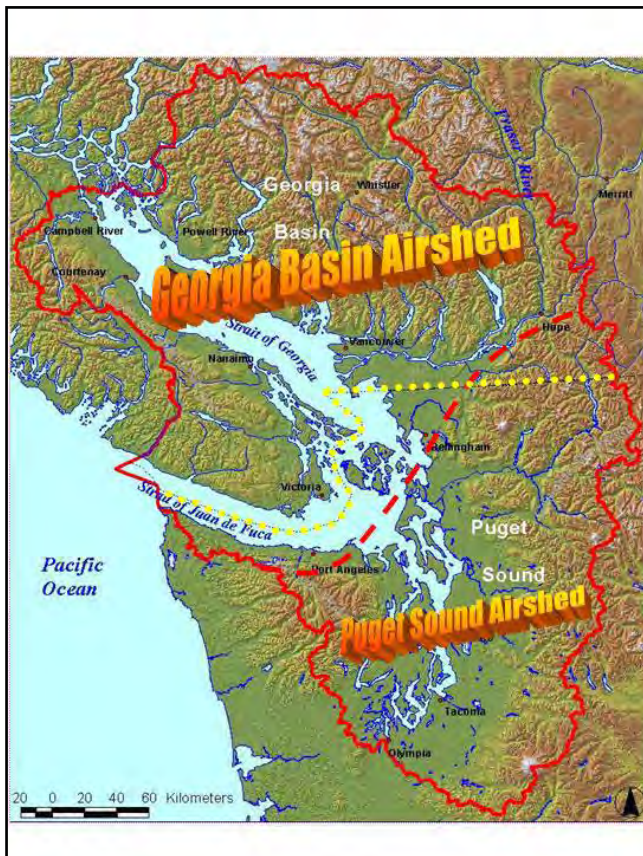 Fraser River
Georgia
Whistler
Merritt
Campbell River
Powell River
Basin
Georgia Basin Airshed
Courtenay
Strait of Georgia
Hope
Vancouver
Nanaimo
Bellingham
Victoria
Strait of Juan de Fuca
Puget
Pacific
Ocean
Port Angeles
Sound
Puget Sound Airshed
Tacoma
Olympia
20 0. 20 40 60 Kilometers